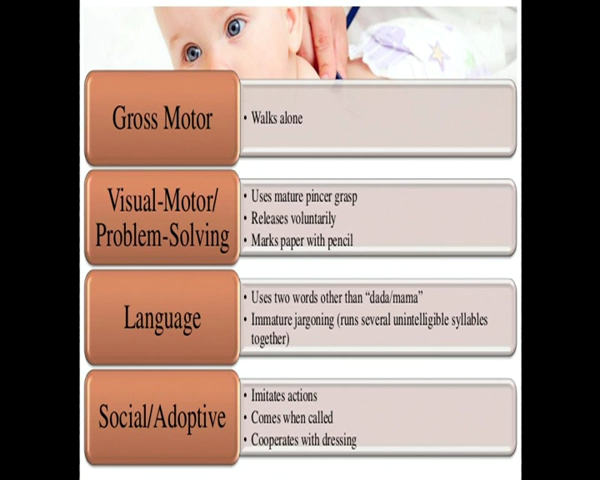 Gross Motor
• Walks alone
Visual-Motor/
Problem-Solving
• Uses mature pincer grasp
• Releases voluntarily
• Marks paper with pencil
Language
• Uses two words other than “dada/mama”
• Immature jargoning (runs several unintelligible syllables
together)
Social/Adoptive
• Imitates actions
• Comes when called
• Cooperates with dressing